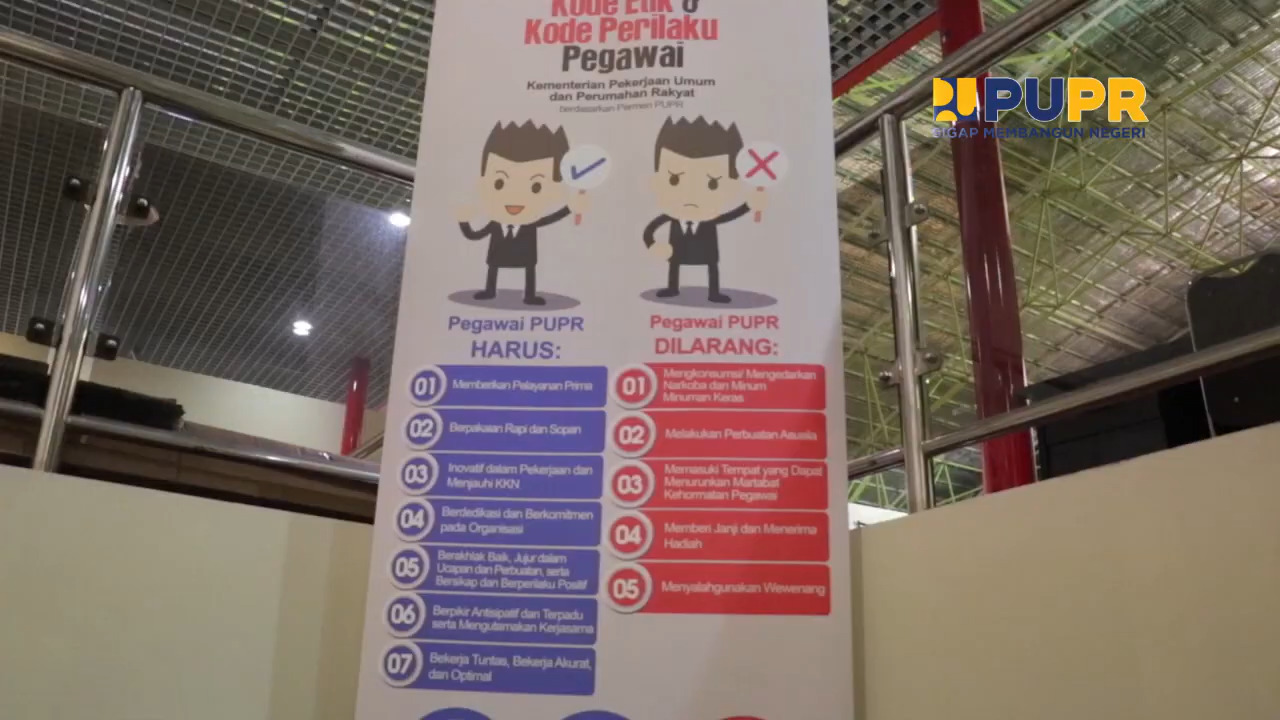 Kode Etik &
Kode Perilaku
Pegawai
Kementerian Pekerjaan Umum
dan Perumahan Rakyat
berdasarkan Permen PUPR
PUPR
SIGAP MEMBANGUN NEGERI
Pegawai PUPR
HARUS:
01
Memberikan Pelayanan Prima
02
Berpakaian Rapi dan Sopan
03
Inovatif dalam Pekerjaan dan
Menjauhi KKN
04
Berdedikasi dan Berkomitmen
pada Organisasi
05
Berakhlak Baik, Jujur dalam
Ucapan dan Perbuatan, serta
Bersikap dan Berperilaku Positif
06
Berpikir Antisipatif dan Terpadu
serta Mengutamakan Kerjasama
07
Bekerja Tuntas, Bekerja Akurat,
dan Optimal
Pegawai PUPR
DILARANG:
01
Mengkonsumsi/ Mengedarkan
Narkoba dan Minum
Minuman Keras
02
Melakukan Perbuatan Asusila
03
Memasuki Tempat yang Dapat
Menurunkan Martabat
Kehormatan Pegawai
04
Memberi Janji dan Menerima
Hadiah
05
Menyalahgunakan Wewenang